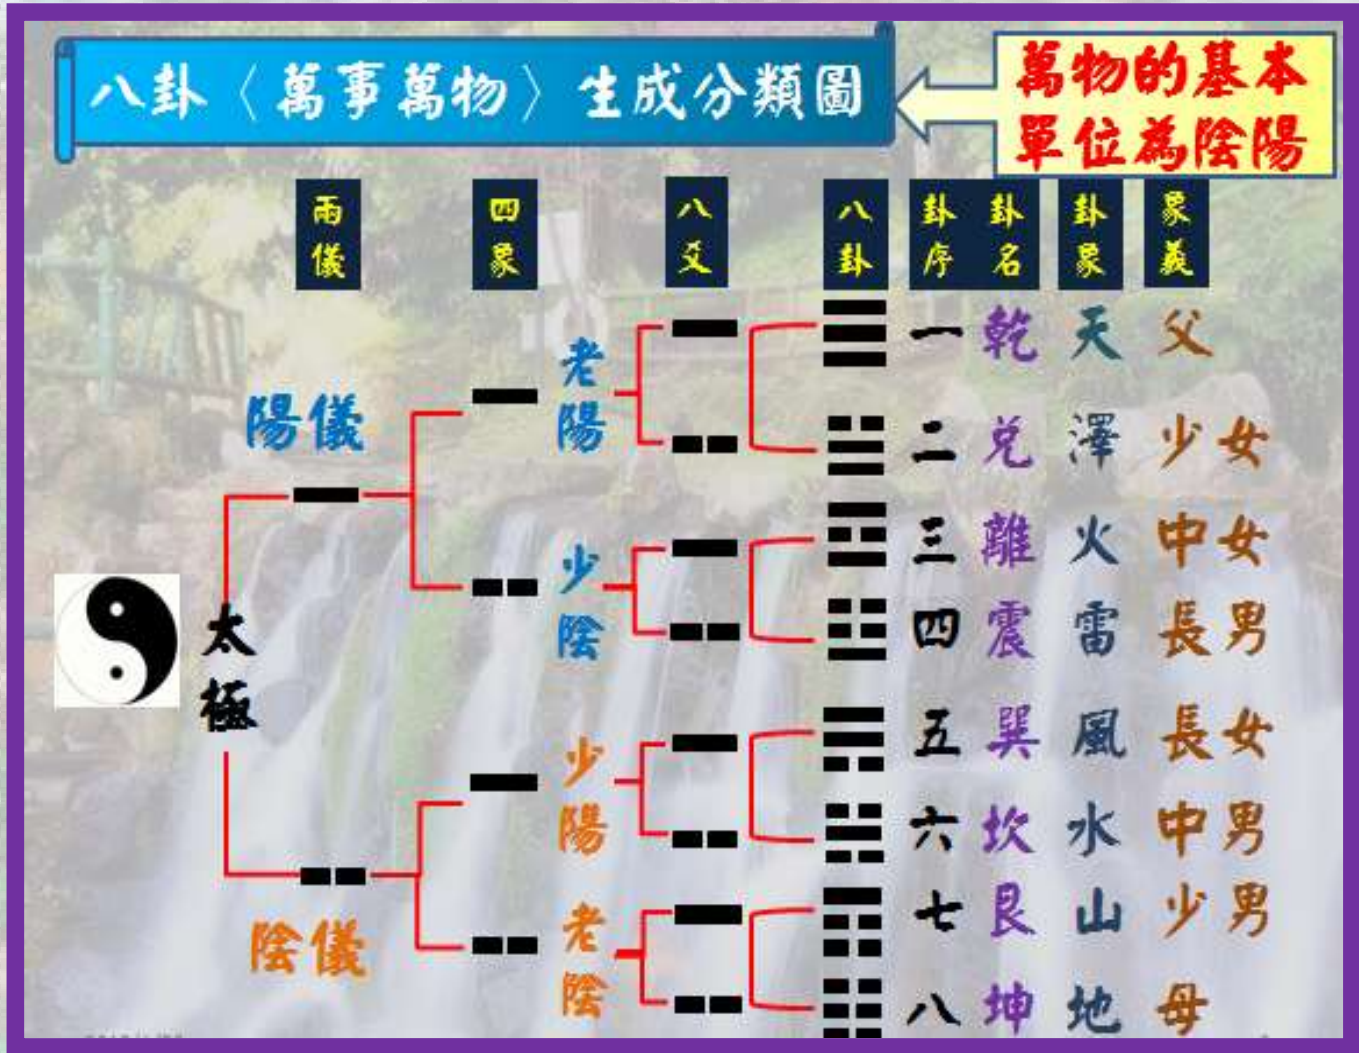 八卦〈萬事萬物〉生成分類圖
萬物的基本
單位為陰陽
兩儀
四象
八爻
八卦
卦序
卦名
卦象
象義
陽儀
陰儀
太極
老陽
少陰
少陽
老陰
一 乾 天 父
二 兌 澤 少女
三 離 火 中女
四 震 雷 長男
五 巽 風 長女
六 坎 水 中男
七 艮 山 少男
八 坤 地 母